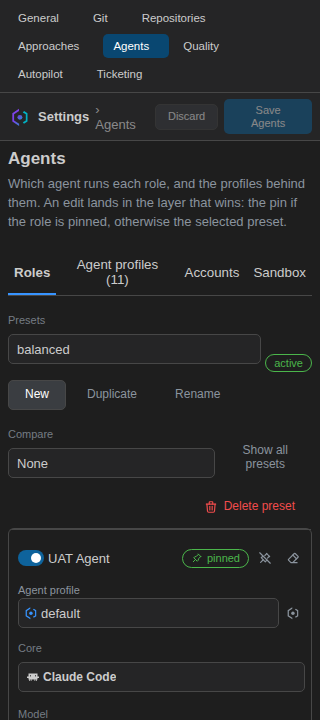 General
Git
Repositories
Approaches
Agents
Quality
Autopilot
Ticketing
Settings
› Agents
Discard
Save Agents
Agents
Which agent runs each role, and the profiles behind
them. An edit lands in the layer that wins: the pin if
the role is pinned, otherwise the selected preset.
Roles
Agent profiles (11)
Accounts
Sandbox
Presets
balanced
active
New
Duplicate
Rename
Compare
None
Show all presets
Delete preset
UAT Agent
pinned
Agent profile
default
Core
Claude Code
Model